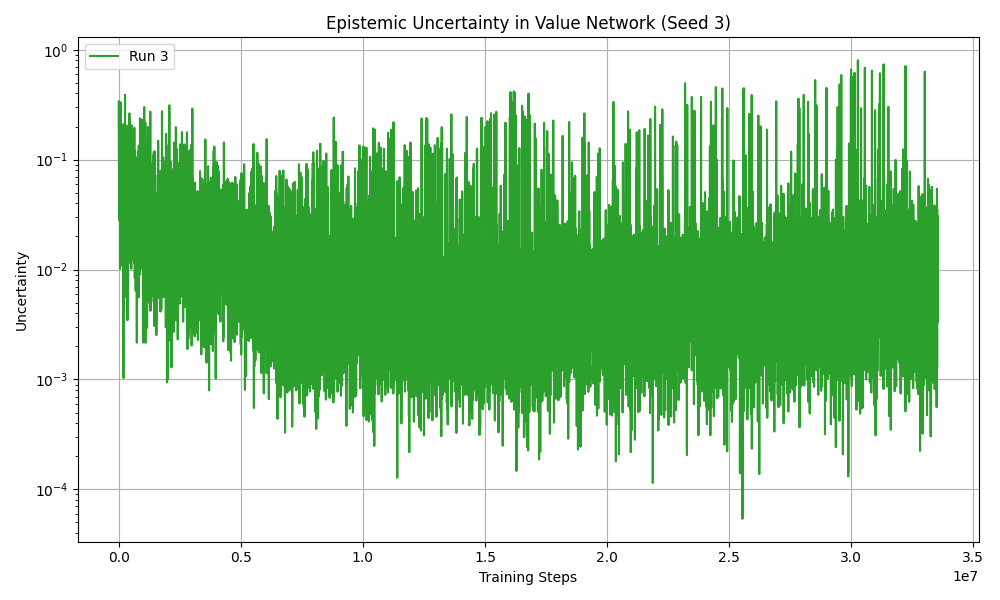 Epistemic Uncertainty in Value Network (Seed 3)
Run 3
Uncertainty
10^0
10^-1
10^-2
10^-3
10^-4
0.0 0.5 1.0 1.5 2.0 2.5 3.0 3.5
1e7
Training Steps